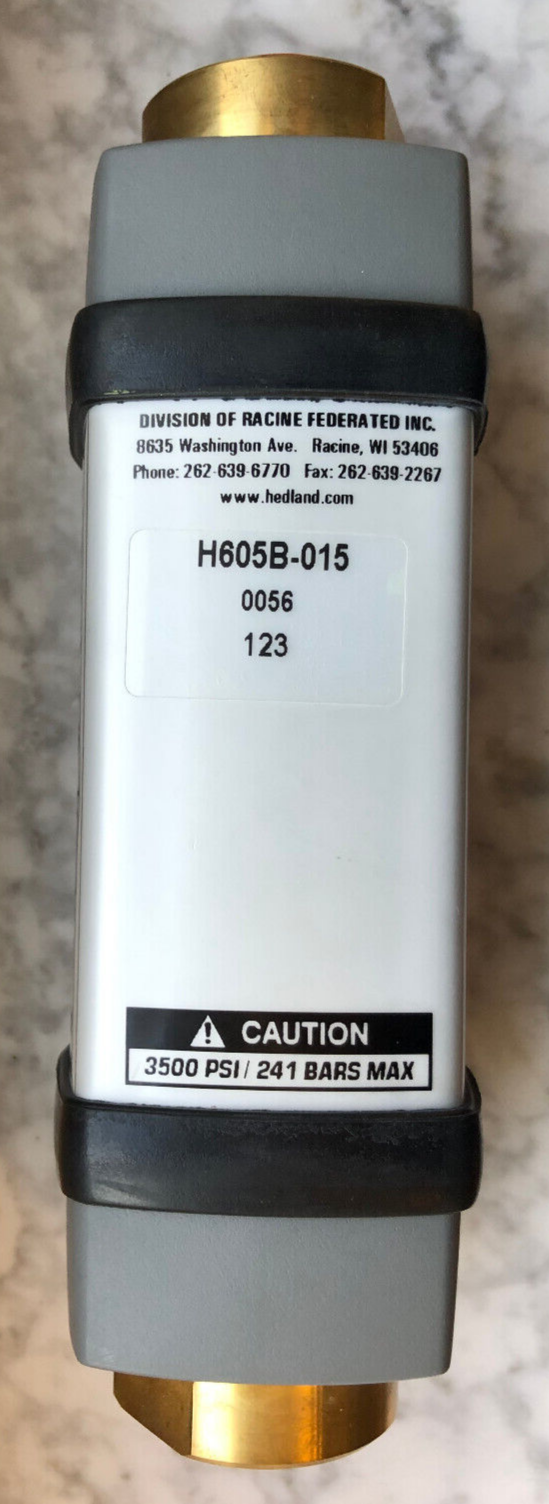 DIVISION OF RACINE FEDERATED INC.
8635 Washington Ave. Racine, WI 53406
Phone: 262-639-6770 Fax: 262-639-2267
www.hedland.com
H605B-015
0056
123
CAUTION
3500 PSI / 241 BARS MAX